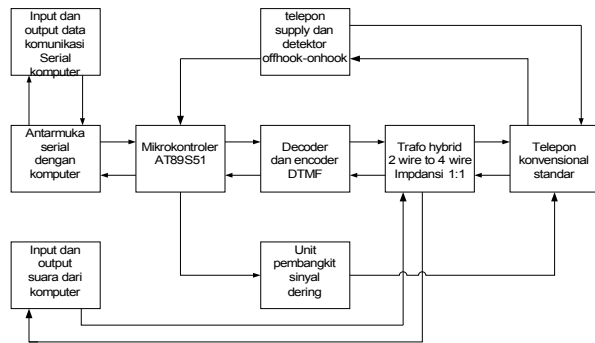 Input dan
output data
komunikasi
Serial
komputer
telepon
supply dan
detektor
offhook-onhook
Antarmuka
serial
dengan
komputer
Mikrokontroler
AT89S51
Decoder
dan encoder
DTMF
Trafo hybrid
2 wire to 4 wire
Impdansi 1:1
Telepon
konvensional
standar
Input dan
output
suara dari
komputer
Unit
pembangkit
sinyal
dering